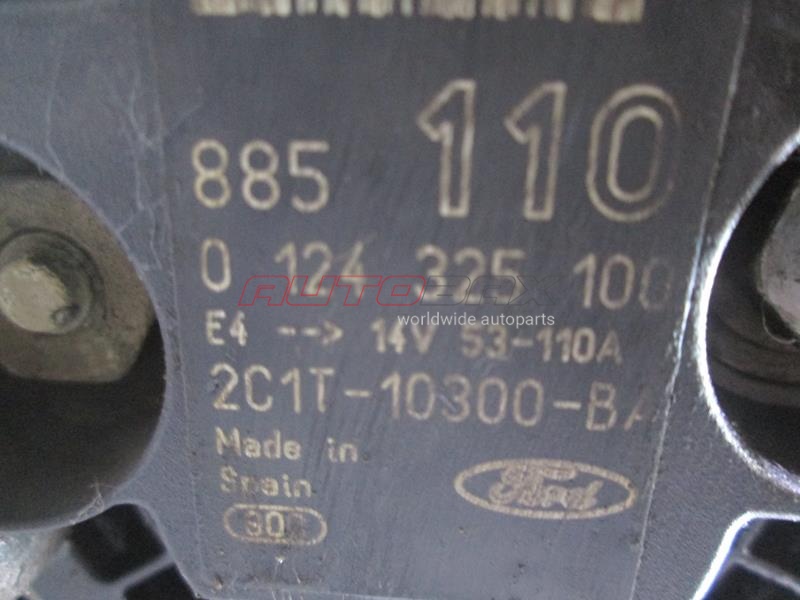 885 110
0 124 325 100
AUTOBAX
worldwide autoparts
E4 --> 14V 53-110A
2C1T-10300-BA
Made in
Spain
Ford